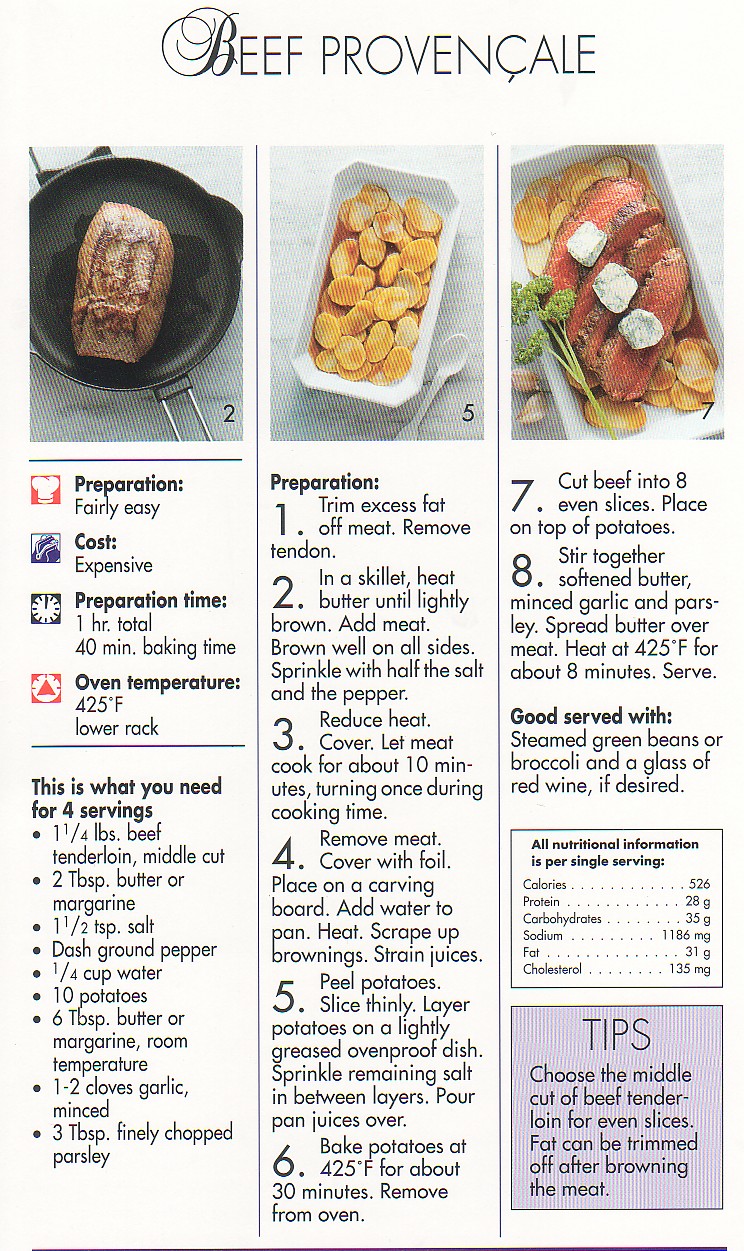 BEEF PROVENÇALE
2
5
7
Preparation:
Fairly easy
Cost:
Expensive
Preparation time:
1 hr. total
40 min. baking time
Oven temperature:
425°F
lower rack
This is what you need
for 4 servings
• 1 1/4 lbs. beef
tenderloin, middle cut
• 2 Tbsp. butter or
margarine
• 1 1/2 tsp. salt
• Dash ground pepper
• 1/4 cup water
• 10 potatoes
• 6 Tbsp. butter or
margarine, room
temperature
• 1-2 cloves garlic,
minced
• 3 Tbsp. finely chopped
parsley
Preparation:
1. Trim excess fat
off meat. Remove
tendon.
2. In a skillet, heat
butter until lightly
brown. Add meat.
Brown well on all sides.
Sprinkle with half the salt
and the pepper.
3. Reduce heat.
Cover. Let meat
cook for about 10 min-
utes, turning once during
cooking time.
4. Remove meat.
Cover with foil.
Place on a carving
board. Add water to
pan. Heat. Scrape up
brownings. Strain juices.
5. Peel potatoes.
Slice thinly. Layer
potatoes on a lightly
greased ovenproof dish.
Sprinkle remaining salt
in between layers. Pour
pan juices over.
6. Bake potatoes at
425°F for about
30 minutes. Remove
from oven.
7. Cut beef into 8
even slices. Place
on top of potatoes.
8. Stir together
softened butter,
minced garlic and pars-
ley. Spread butter over
meat. Heat at 425°F for
about 8 minutes. Serve.
Good served with:
Steamed green beans or
broccoli and a glass of
red wine, if desired.
All nutritional information
is per single serving:
Calories . . . . . . . . . . . . 526
Protein . . . . . . . . . . . . 28 g
Carbohydrates . . . . . . . . 35 g
Sodium . . . . . . . . . 1186 mg
Fat . . . . . . . . . . . . . . 31 g
Cholesterol . . . . . . . . 135 mg
TIPS
Choose the middle
cut of beef tender-
loin for even slices.
Fat can be trimmed
off after browning
the meat.